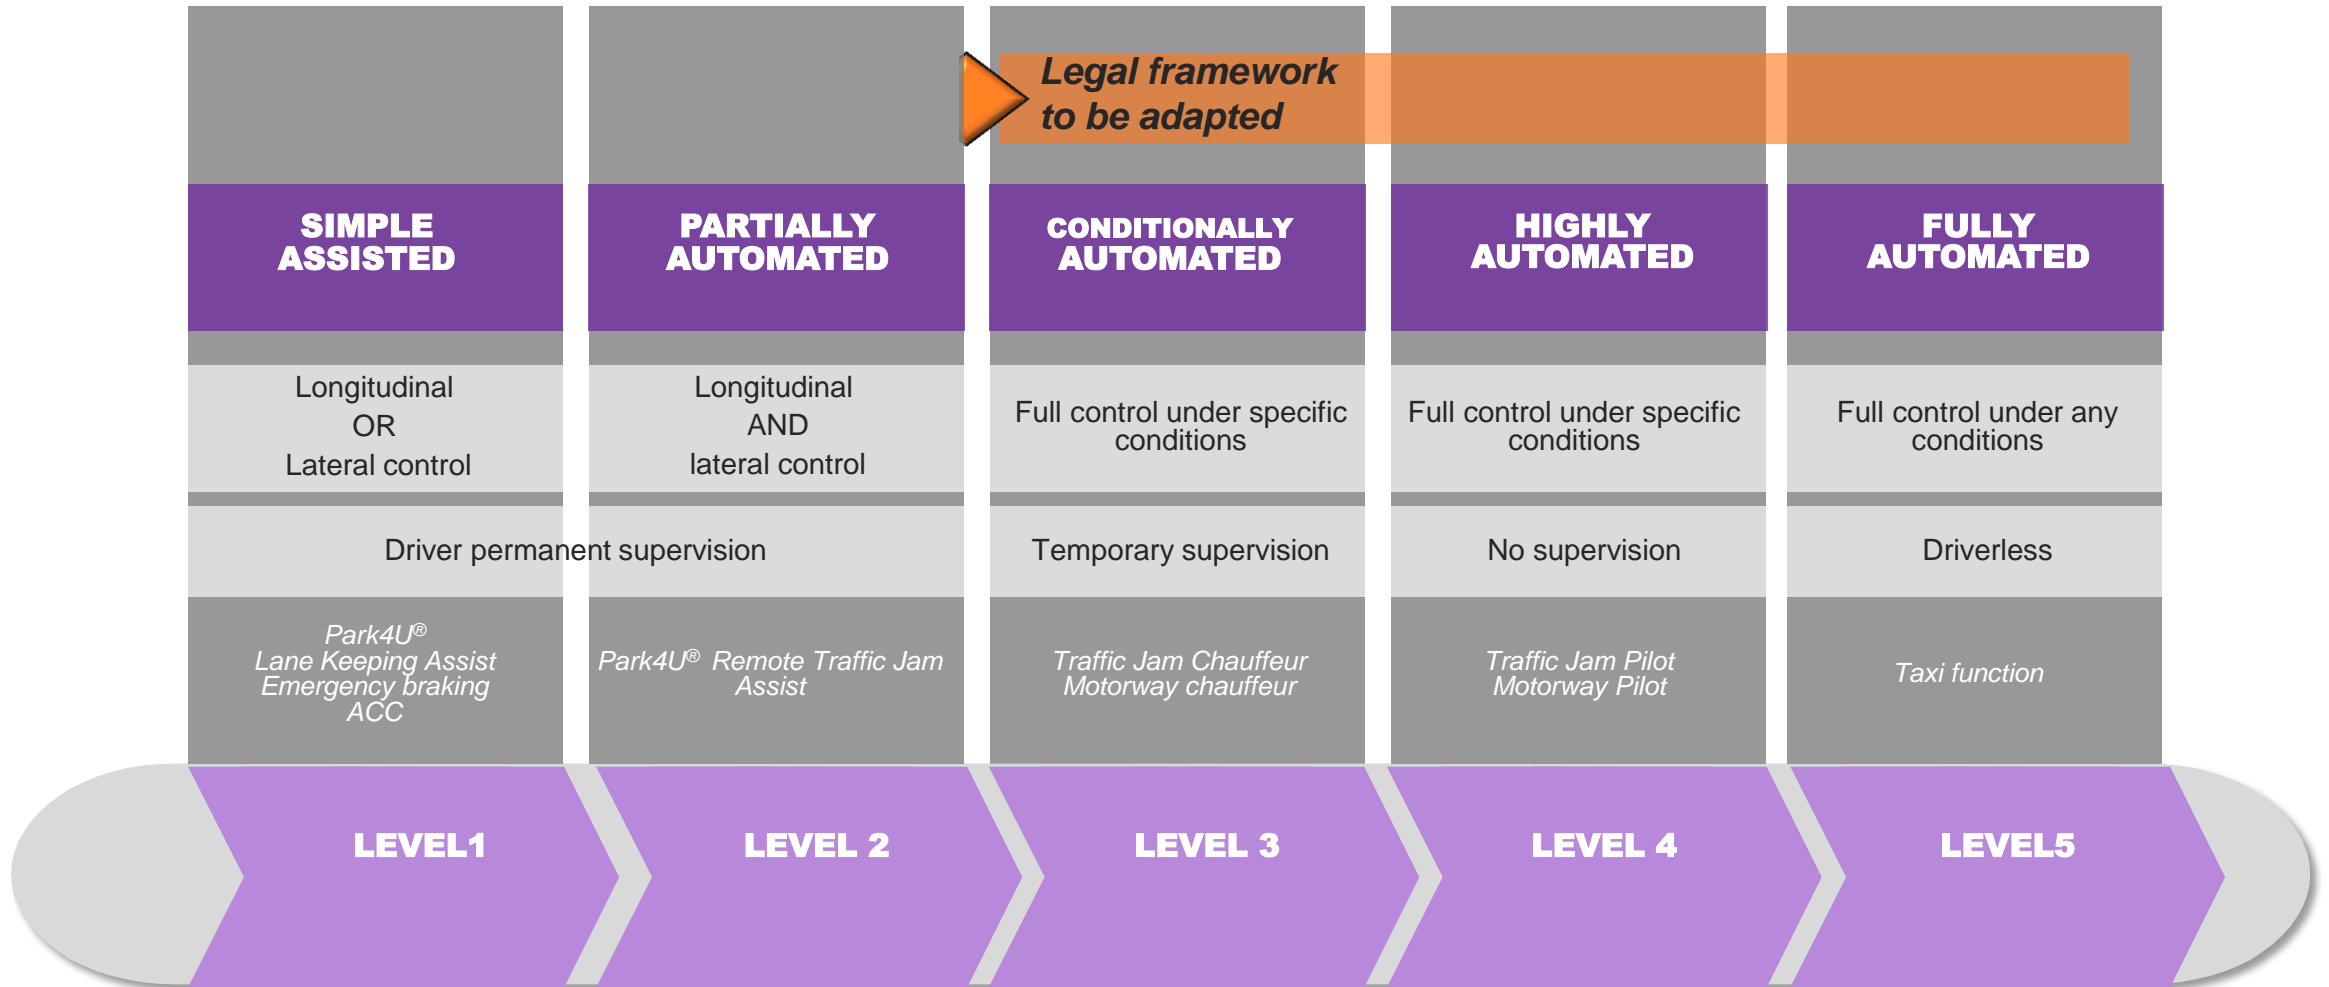 Legal framework
to be adapted
SIMPLE
ASSISTED
PARTIALLY
AUTOMATED
CONDITIONALLY
AUTOMATED
HIGHLY
AUTOMATED
FULLY
AUTOMATED
Longitudinal
OR
Lateral control
Longitudinal
AND
lateral control
Full control under specific
conditions
Full control under specific
conditions
Full control under any
conditions
Driver permanent supervision
Temporary supervision
No supervision
Driverless
Park4U®
Lane Keeping Assist
Emergency braking
ACC
Park4U® Remote Traffic Jam
Assist
Traffic Jam Chauffeur
Motorway chauffeur
Traffic Jam Pilot
Motorway Pilot
Taxi function
LEVEL1
LEVEL 2
LEVEL 3
LEVEL 4
LEVEL5